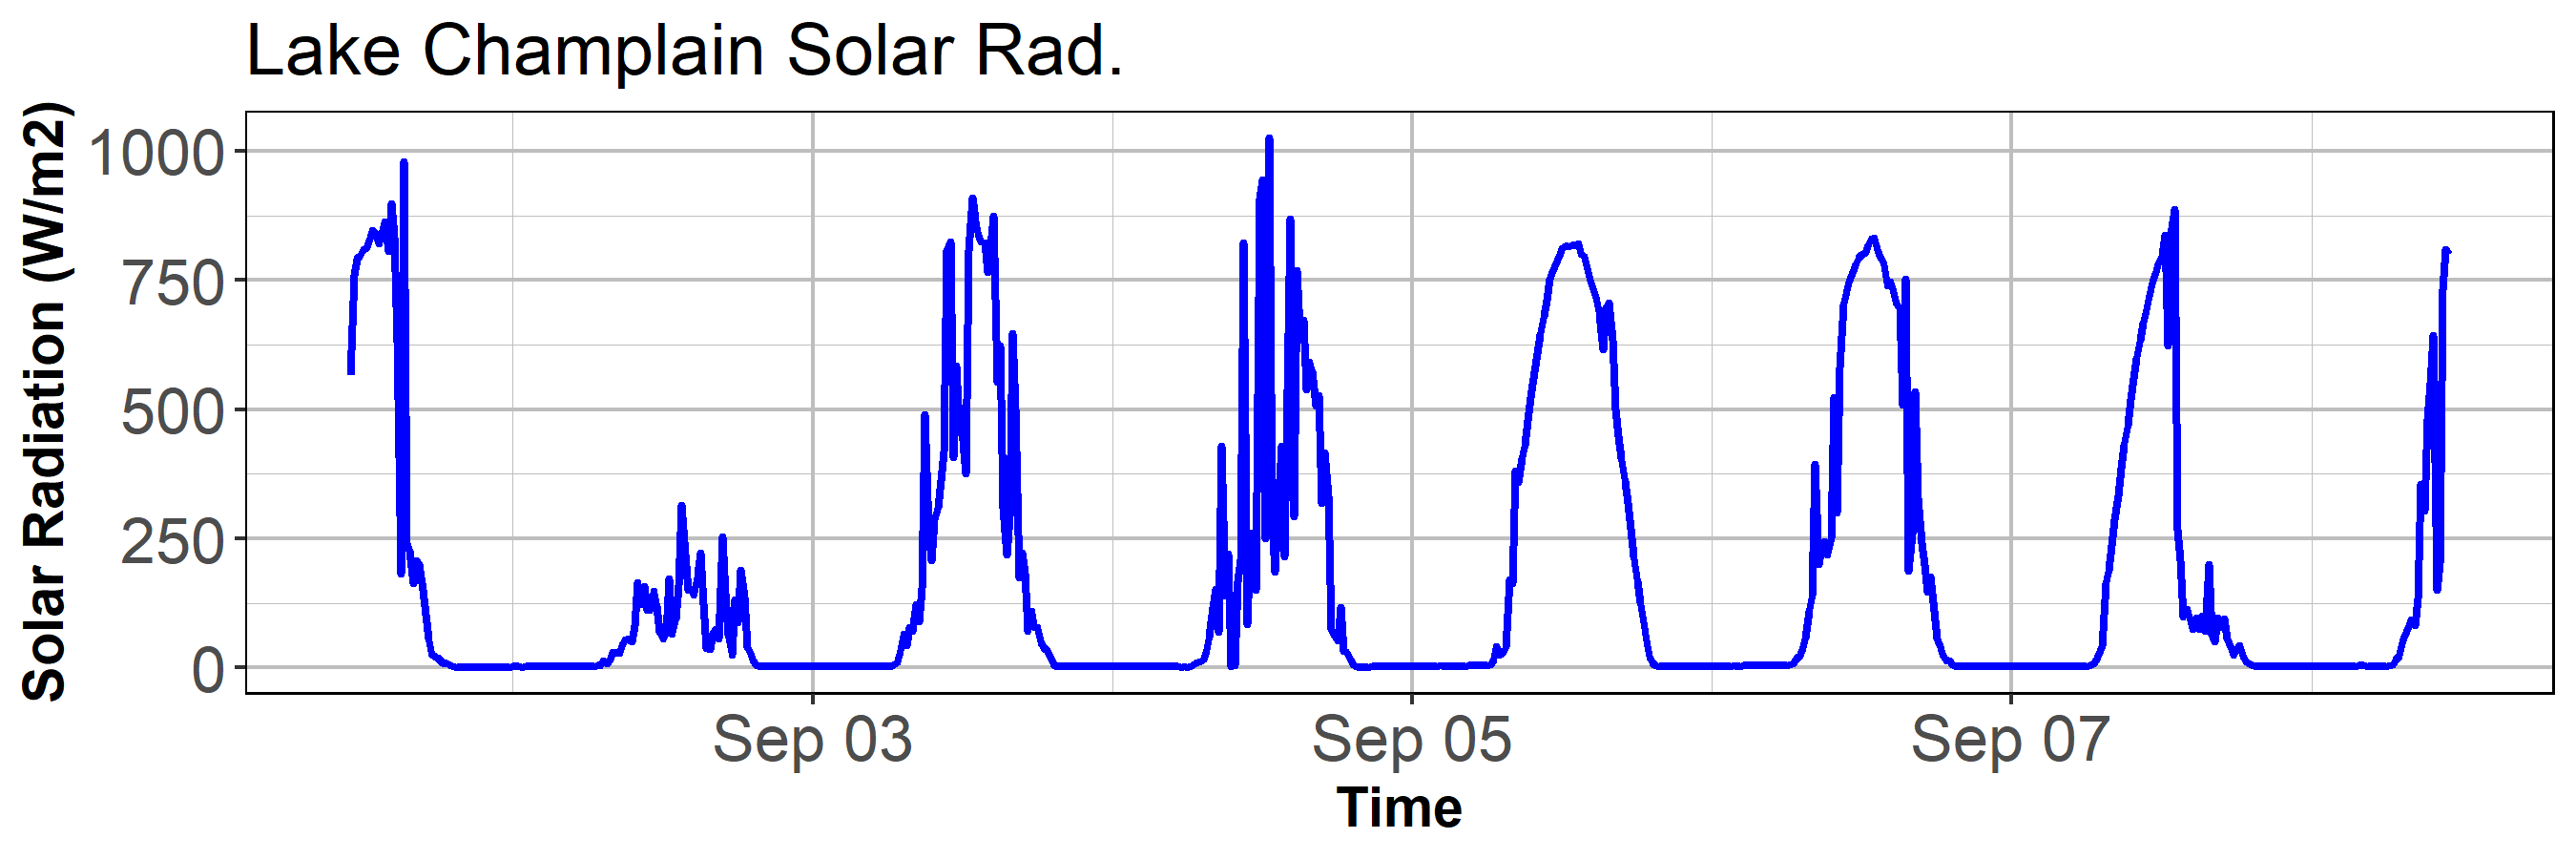 Lake Champlain Solar Rad.
Solar Radiation (W/m2)
1000
750
500
250
0
Sep 03
Sep 05
Sep 07
Time